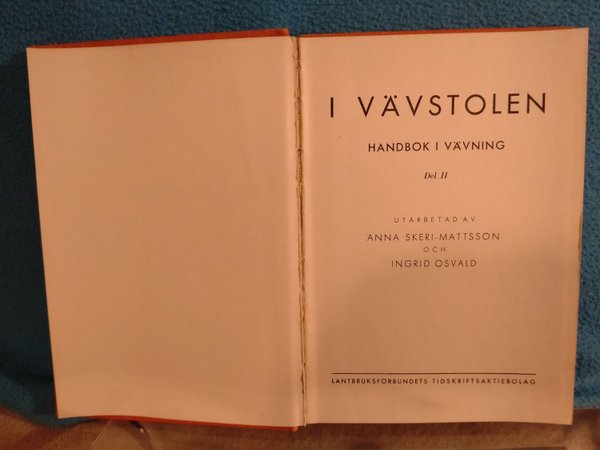 I VÄVSTOLEN
HANDBOK I VÄVNING
Del II
UTARBETAD AV
ANNA SKERI-MATTSSON
OCH
INGRID OSVALD
LANTBRUKSFÖRBUNDETS TIDSKRIFTSAKTIEBOLAG